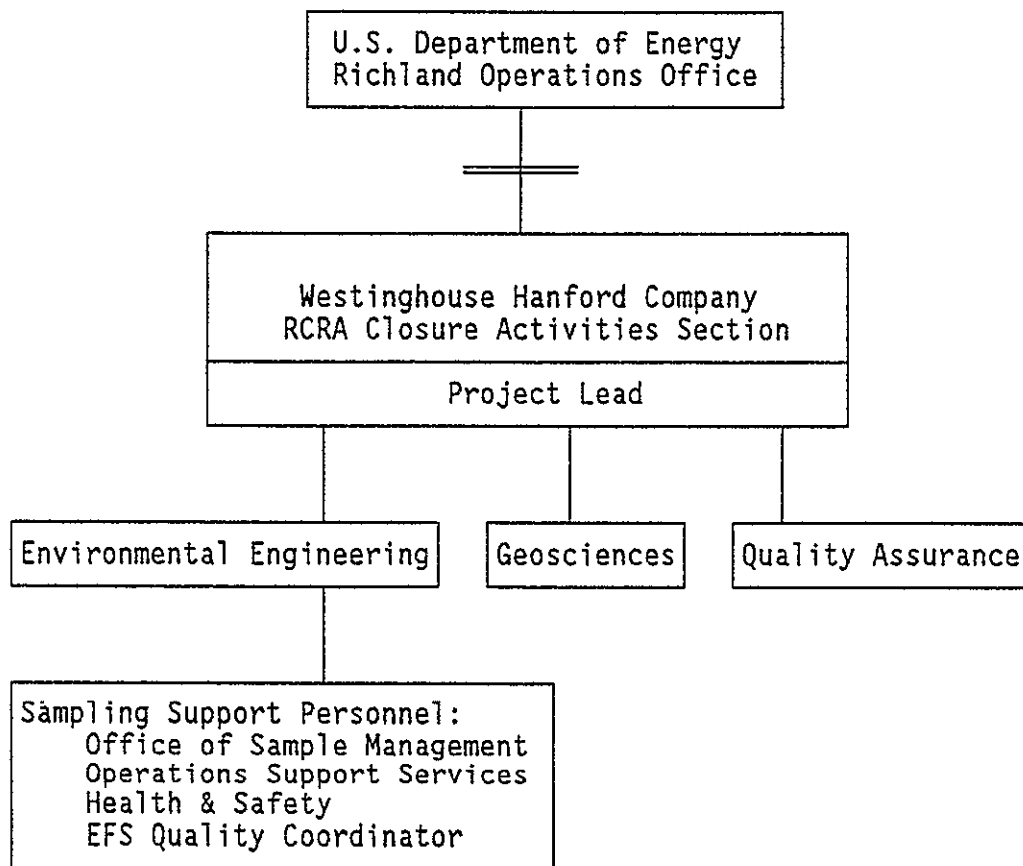 U.S. Department of Energy
Richland Operations Office
Westinghouse Hanford Company
RCRA Closure Activities Section
Project Lead
Environmental Engineering
Geosciences
Quality Assurance
Sampling Support Personnel:
Office of Sample Management
Operations Support Services
Health & Safety
EFS Quality Coordinator